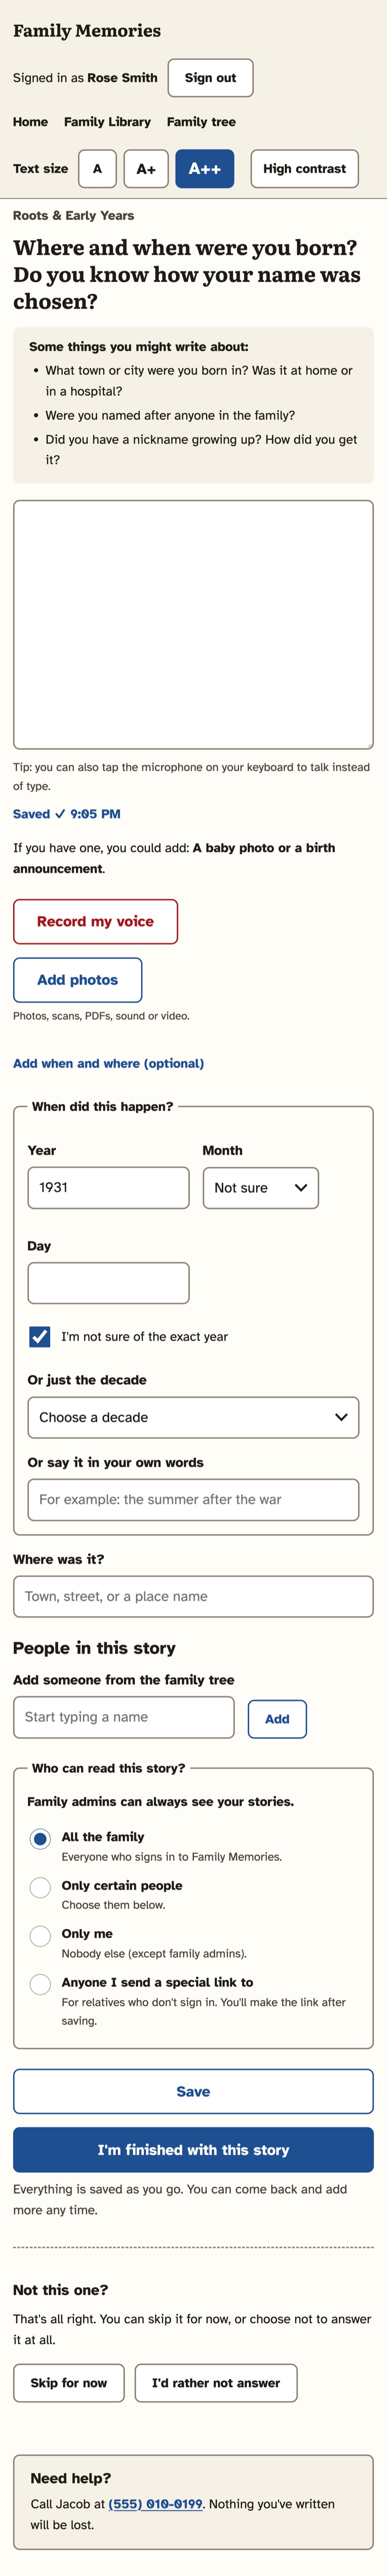 Family Memories
Signed in as Rose Smith
Sign out
Home Family Library Family tree
Text size
A
A+
A++
High contrast
Roots & Early Years
Where and when were you born?
Do you know how your name was
chosen?
Some things you might write about:
• What town or city were you born in? Was it at home or
in a hospital?
• Were you named after anyone in the family?
• Did you have a nickname growing up? How did you get
it?
Tip: you can also tap the microphone on your keyboard to talk instead
of type.
Saved ✓ 9:05 PM
If you have one, you could add: A baby photo or a birth
announcement.
Record my voice
Add photos
Photos, scans, PDFs, sound or video.
Add when and where (optional)
When did this happen?
Year
Month
1931
Not sure
Day
I'm not sure of the exact year
Or just the decade
Choose a decade
Or say it in your own words
For example: the summer after the war
Where was it?
Town, street, or a place name
People in this story
Add someone from the family tree
Start typing a name
Add
Who can read this story?
Family admins can always see your stories.
All the family
Everyone who signs in to Family Memories.
Only certain people
Choose them below.
Only me
Nobody else (except family admins).
Anyone I send a special link to
For relatives who don't sign in. You'll make the link after
saving.
Save
I'm finished with this story
Everything is saved as you go. You can come back and add
more any time.
Not this one?
That's all right. You can skip it for now, or choose not to answer
it at all.
Skip for now
I'd rather not answer
Need help?
Call Jacob at (555) 010-0199. Nothing you've written
will be lost.